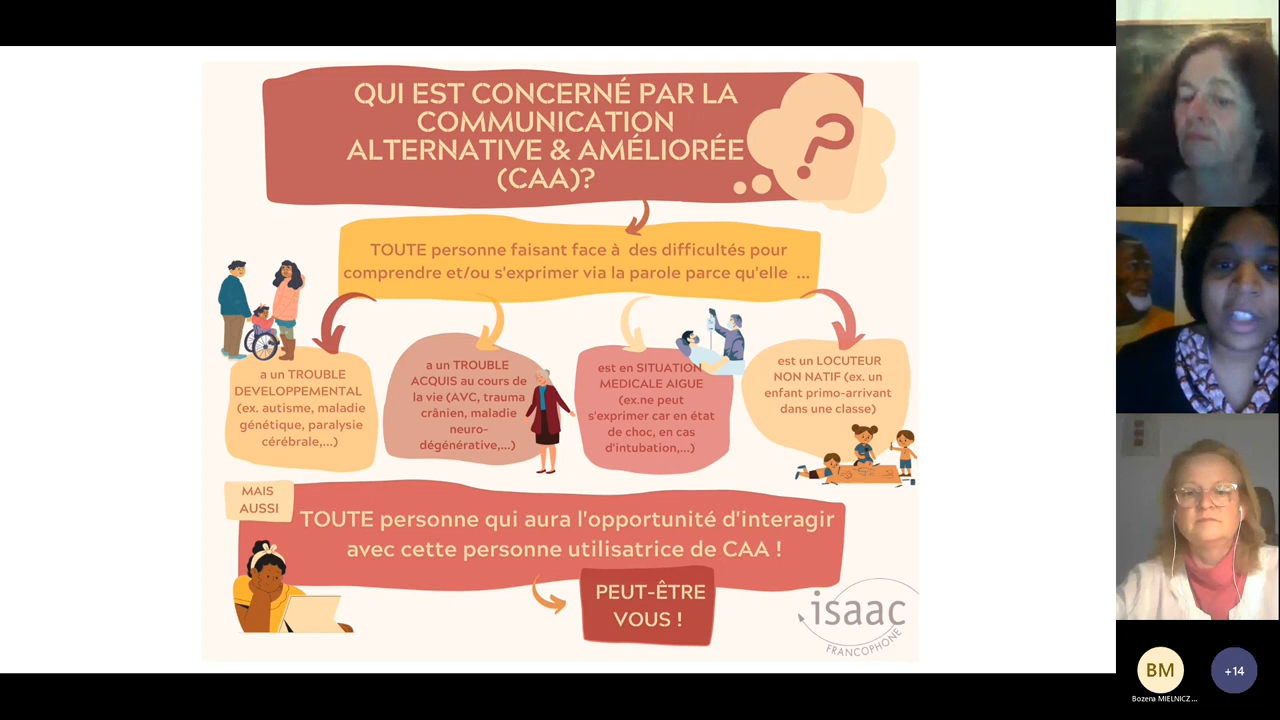 QUI EST CONCERNÉ PAR LA
COMMUNICATION
ALTERNATIVE & AMÉLIORÉE
(CAA)?
?
TOUTE personne faisant face à des difficultés pour
comprendre et/ou s'exprimer via la parole parce qu'elle ...
a un TROUBLE
DEVELOPPEMENTAL
(ex. autisme, maladie
génétique, paralysie
cérébrale,...)
a un TROUBLE
ACQUIS au cours de
la vie (AVC, trauma
crânien, maladie
neuro-
dégénérative,...)
est en SITUATION
MEDICALE AIGUE
(ex.ne peut
s'exprimer car en état
de choc, en cas
d'intubation,...)
est un LOCUTEUR
NON NATIF (ex. un
enfant primo-arrivant
dans une classe)
MAIS
AUSSI
TOUTE personne qui aura l'opportunité d'interagir
avec cette personne utilisatrice de CAA !
PEUT-ÊTRE
VOUS !
isaac
FRANCOPHONE
BM
+14
Bozena MIELNICZ...